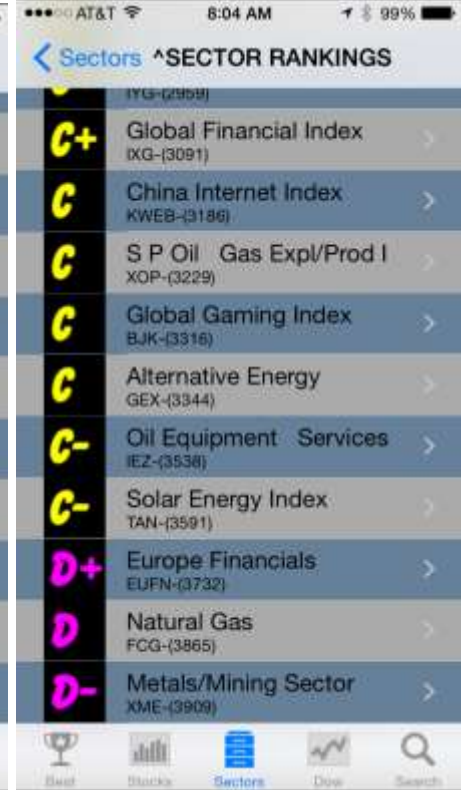 AT&T 8:04 AM 99%
Sectors ^SECTOR RANKINGS
IYG-(2959)
C+ Global Financial Index
IXG-(3091)
C China Internet Index
KWEB-(3186)
C S P Oil Gas Expl/Prod I
XOP-(3229)
C Global Gaming Index
BJK-(3316)
C Alternative Energy
GEX-(3344)
C- Oil Equipment Services
IEZ-(3538)
C- Solar Energy Index
TAN-(3591)
D+ Europe Financials
EUFN-(3732)
D Natural Gas
FCG-(3865)
D- Metals/Mining Sector
XME-(3909)
Best Stocks Sectors Dow Search